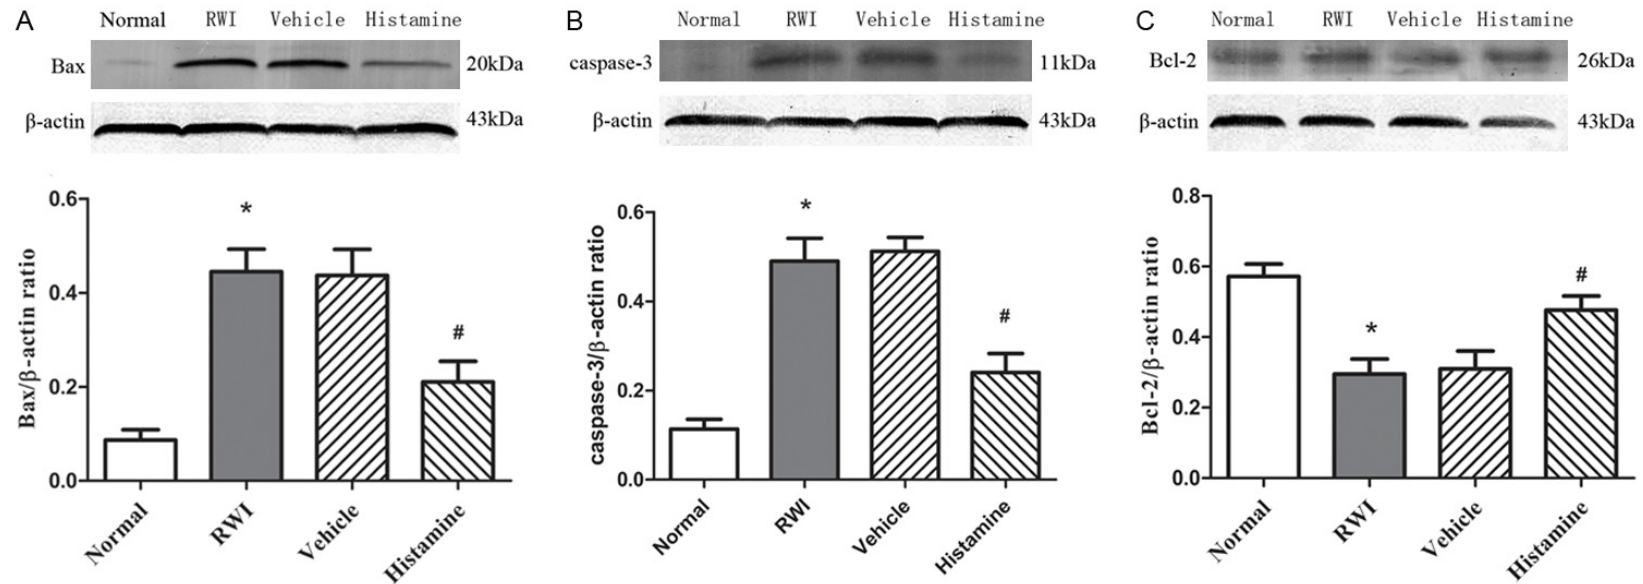 A Normal RWI Vehicle Histamine
Bax 20kDa
β-actin 43kDa
0.6
0.4
0.2
0.0
Bax/β-actin ratio
*
#
Normal RWI Vehicle Histamine
B Normal RWI Vehicle Histamine
caspase-3 11kDa
β-actin 43kDa
0.6
0.4
0.2
0.0
caspase-3/β-actin ratio
*
#
Normal RWI Vehicle Histamine
C Normal RWI Vehicle Histamine
Bcl-2 26kDa
β-actin 43kDa
0.8
0.6
0.4
0.2
0.0
Bcl-2/β-actin ratio
*
#
Normal RWI Vehicle Histamine